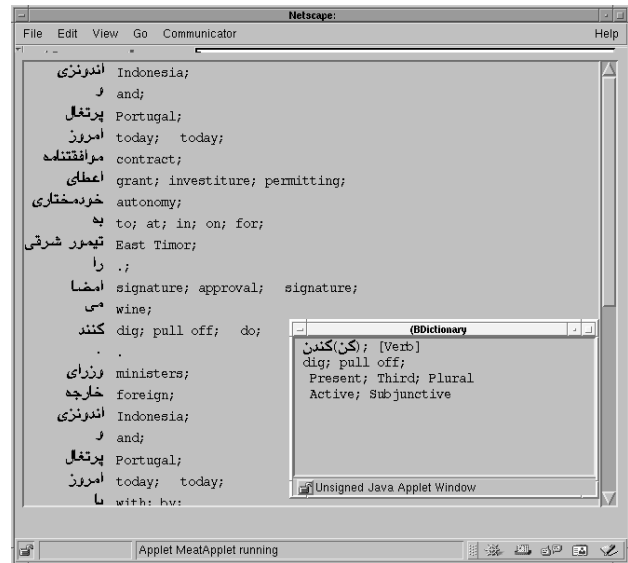 Netscape:
File Edit View Go Communicator Help
اندونزی Indonesia;
و and;
پرتغال Portugal;
امروز today; today;
موافقتنامه contract;
اعطای grant; investiture; permitting;
خودمختاری autonomy;
به to; at; in; on; for;
تیمور شرقی East Timor;
را .;
امضا signature; approval; signature;
می wine;
کنند dig; pull off; do;
. .
وزرای ministers;
خارجه foreign;
اندونزی Indonesia;
و and;
پرتغال Portugal;
امروز today; today;
با with; by;
(BDictionary
کندن(کن); [Verb]
dig; pull off;
Present; Third; Plural
Active; Subjunctive
Unsigned Java Applet Window
Applet MeatApplet running